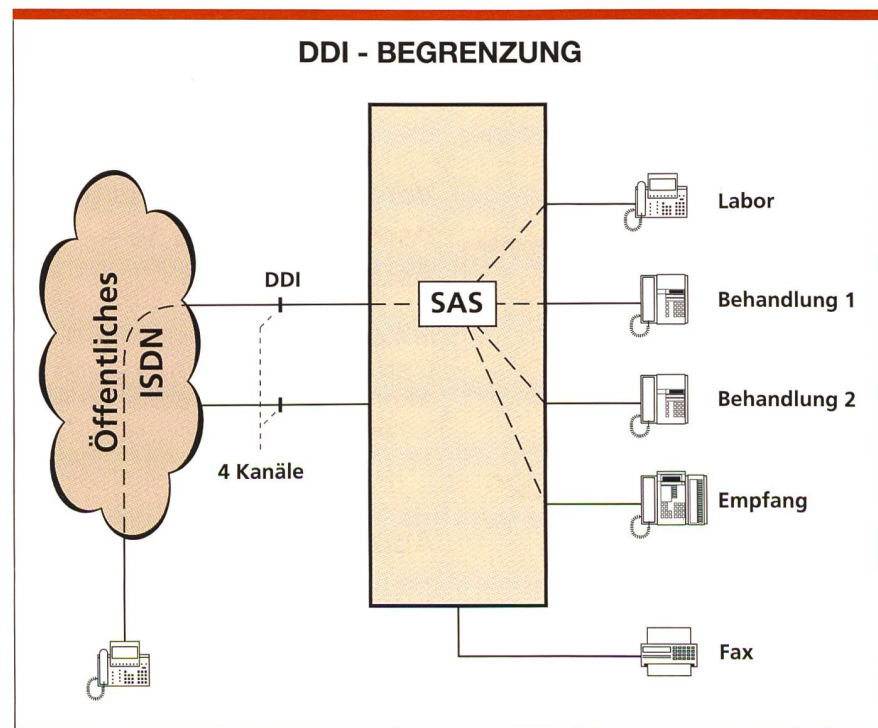 DDI - BEGRENZUNG
Labor
DDI
SAS
Behandlung 1
Öffentliches
ISDN
Behandlung 2
4 Kanäle
Empfang
Fax